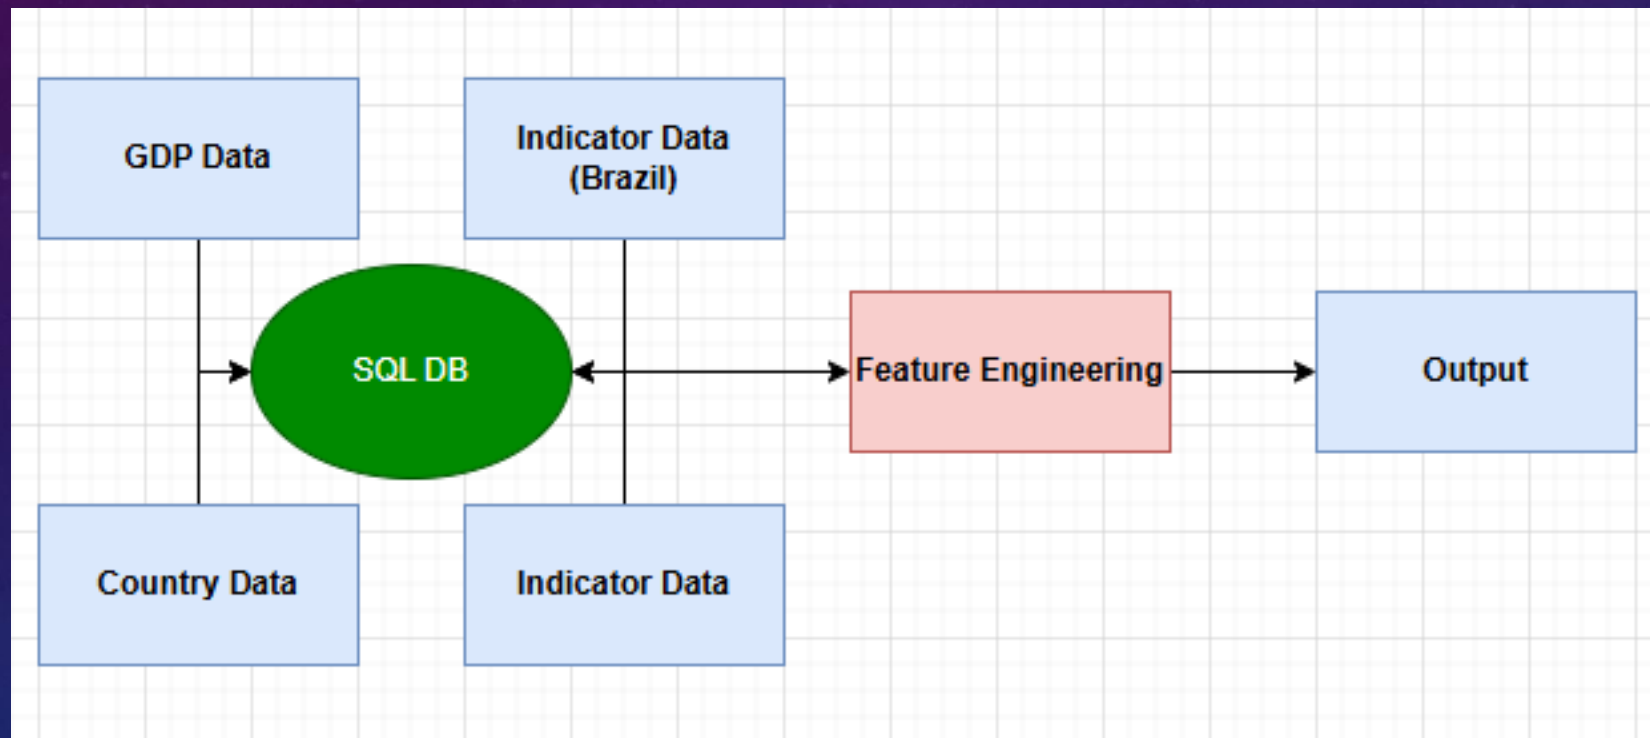 GDP Data
Indicator Data
(Brazil)
SQL DB
Feature Engineering
Output
Country Data
Indicator Data